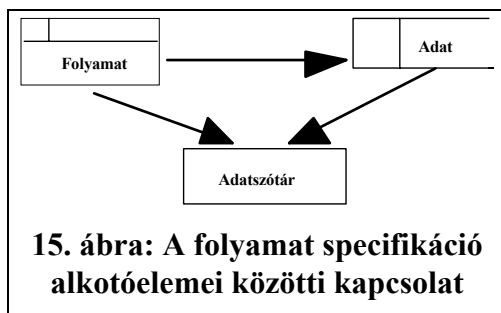 Folyamat
Adat
Adatszótár
15. ábra: A folyamat specifikáció
alkotóelemei közötti kapcsolat